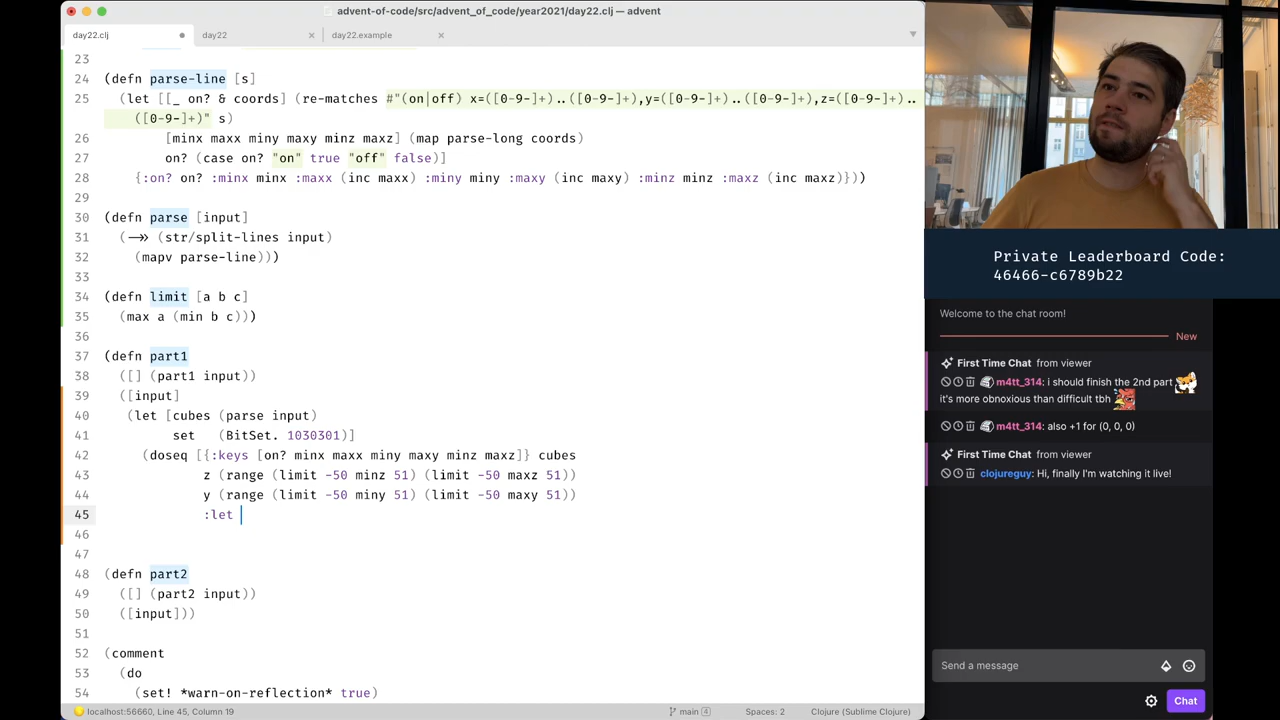 advent-of-code/src/advent_of_code/year2021/day22.clj — advent
day22.clj
day22
day22.example
23
24 (defn parse-line [s]
25 (let [[_ on? & coords] (re-matches #"(on|off) x=([0-9-]+)..([0-9-]+),y=([0-9-]+)..([0-9-]+),z=([0-9-]+)..
([0-9-]+)" s)
26 [minx maxx miny maxy minz maxz] (map parse-long coords)
27 on? (case on? "on" true "off" false)]
28 {:on? on? :minx minx :maxx (inc maxx) :miny miny :maxy (inc maxy) :minz minz :maxz (inc maxz)}))
29
30 (defn parse [input]
31 (->> (str/split-lines input)
32 (mapv parse-line)))
33
34 (defn limit [a b c]
35 (max a (min b c)))
36
37 (defn part1
38 ([] (part1 input))
39 ([input]
40 (let [cubes (parse input)
41 set (BitSet. 1030301)]
42 (doseq [{:keys [on? minx maxx miny maxy minz maxz]} cubes
43 z (range (limit -50 minz 51) (limit -50 maxz 51))
44 y (range (limit -50 miny 51) (limit -50 maxy 51))
45 :let
46
47
48 (defn part2
49 ([] (part2 input))
50 ([input]))
51
52 (comment
53 (do
54 (set! *warn-on-reflection* true)
localhost:56660, Line 45, Column 19
main 4
Spaces: 2
Clojure (Sublime Clojure)
Private Leaderboard Code:
46466-c6789b22
Welcome to the chat room!
New
First Time Chat from viewer
m4tt_314: i should finish the 2nd part
it's more obnoxious than difficult tbh
m4tt_314: also +1 for (0, 0, 0)
First Time Chat from viewer
clojureguy: Hi, finally I'm watching it live!
Send a message
Chat